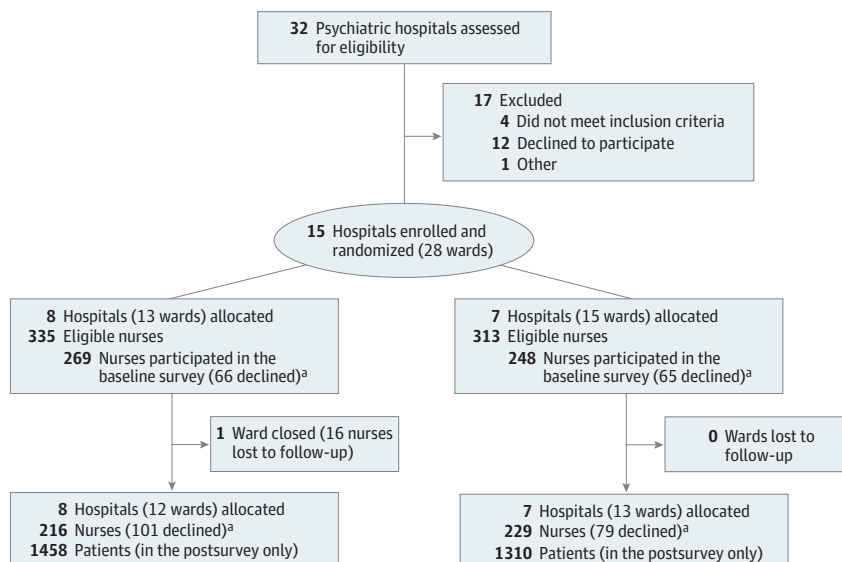 32 Psychiatric hospitals assessed
for eligibility
17 Excluded
4 Did not meet inclusion criteria
12 Declined to participate
1 Other
15 Hospitals enrolled and
randomized (28 wards)
8 Hospitals (13 wards) allocated
335 Eligible nurses
269 Nurses participated in the
baseline survey (66 declined)a
7 Hospitals (15 wards) allocated
313 Eligible nurses
248 Nurses participated in the
baseline survey (65 declined)a
1 Ward closed (16 nurses
lost to follow-up)
0 Wards lost to
follow-up
8 Hospitals (12 wards) allocated
216 Nurses (101 declined)a
1458 Patients (in the postsurvey only)
7 Hospitals (13 wards) allocated
229 Nurses (79 declined)a
1310 Patients (in the postsurvey only)